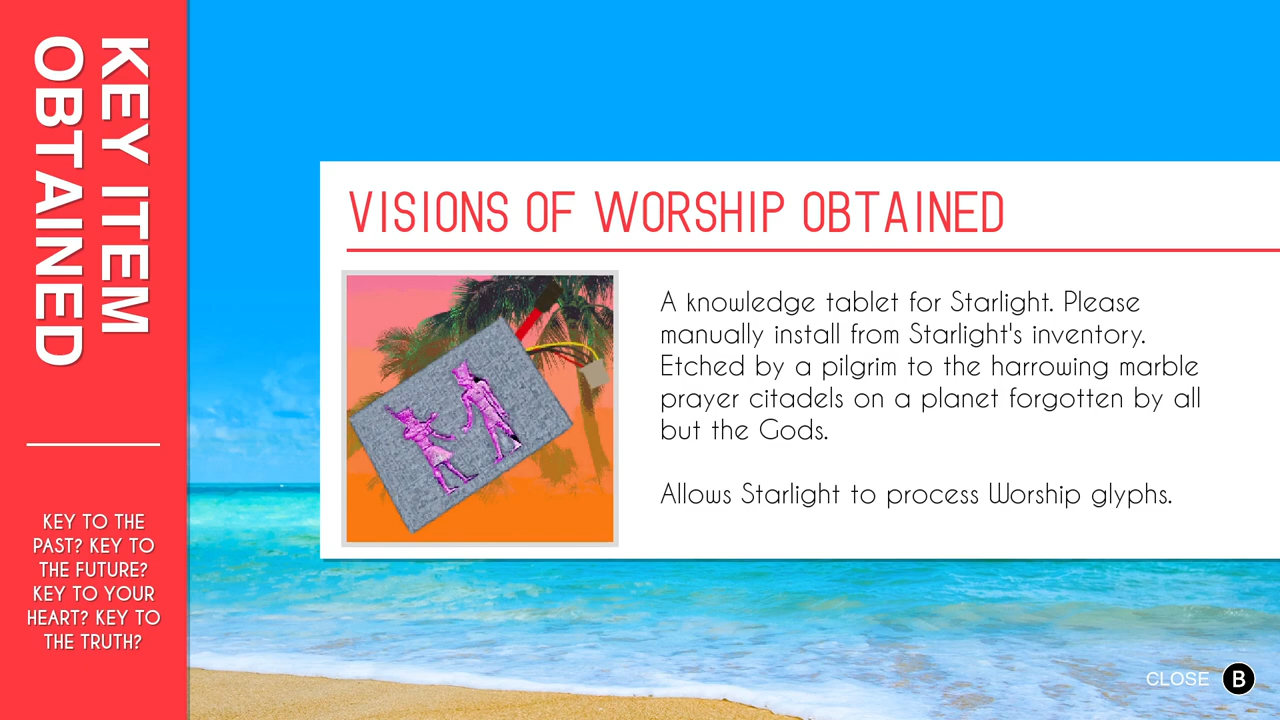 KEY ITEM
OBTAINED
KEY TO THE
PAST? KEY TO
THE FUTURE?
KEY TO YOUR
HEART? KEY TO
THE TRUTH?
VISIONS OF WORSHIP OBTAINED
A knowledge tablet for Starlight. Please
manually install from Starlight's inventory.
Etched by a pilgrim to the harrowing marble
prayer citadels on a planet forgotten by all
but the Gods.
Allows Starlight to process Worship glyphs.
CLOSE B